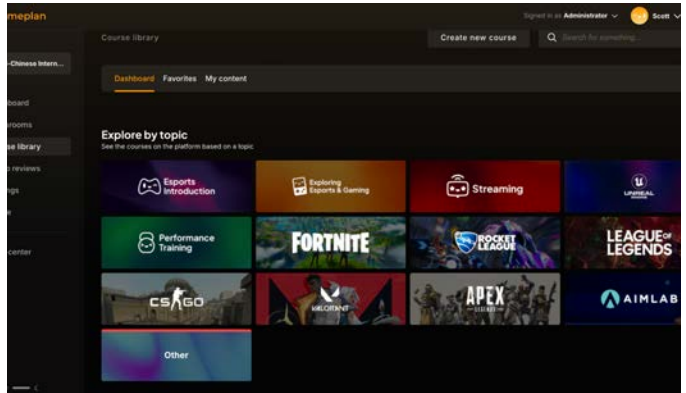 meplan
Signed in as Administrator
Scott
Course library
Create new course
Search for something...
-Chinese Intern...
Dashboard Favorites My content
board
rooms
se library
reviews
ngs
center
Explore by topic
See the courses on the platform based on a topic
Esports
Introduction
Exploring
Esports & Gaming
Streaming
UNREAL
Performance
Training
FORTNITE
ROCKET
LEAGUE
LEAGUE OF
LEGENDS
CS GO
VALORANT
APEX
LEGENDS
AIMLAB
Other